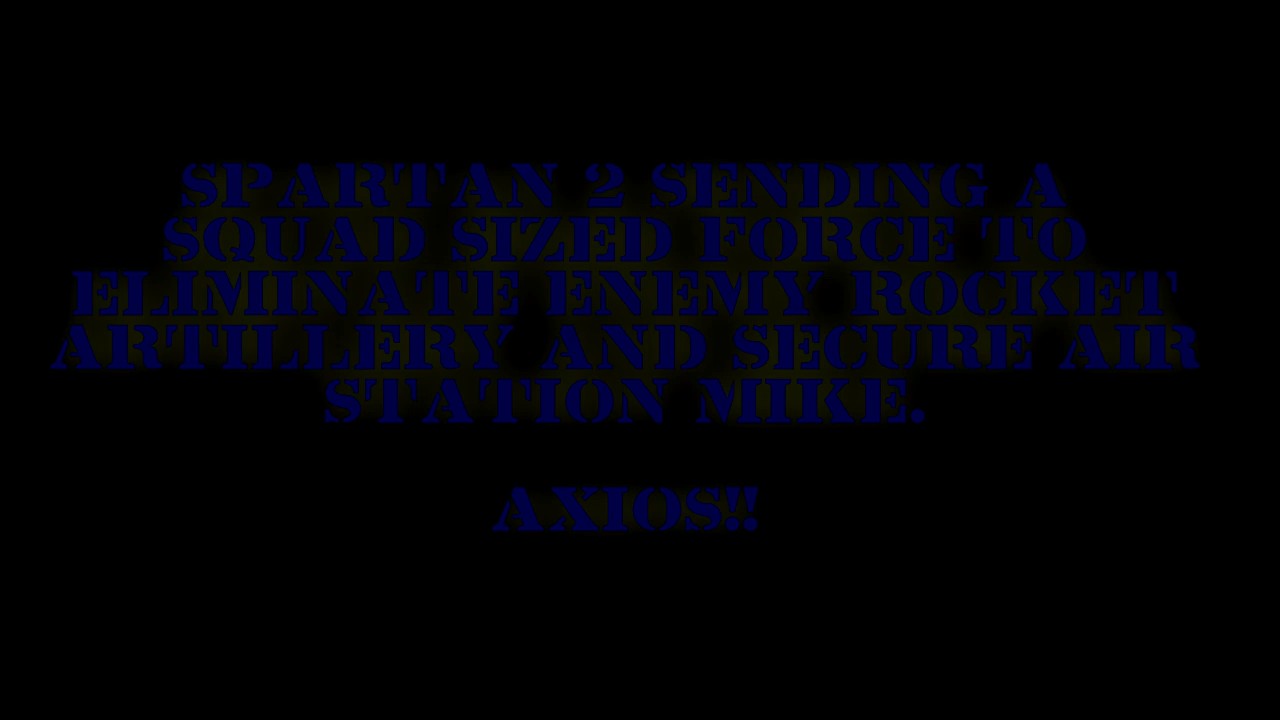 SPARTAN 2 SENDING A
SQUAD SIZED FORCE TO
ELIMINATE ENEMY ROCKET
ARTILLERY AND SECURE AIR
STATION MIKE.
AXIOS!!